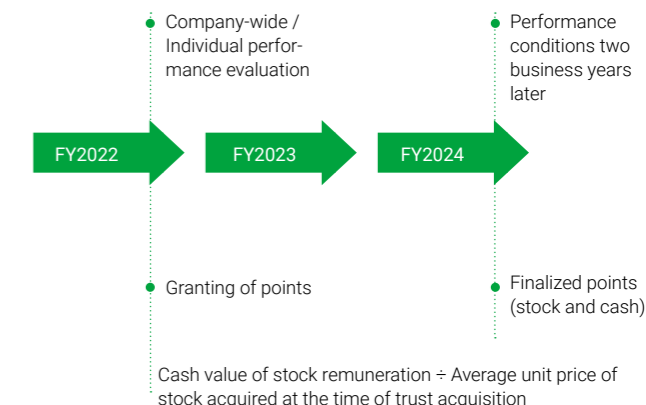 Company-wide /
Individual perfor-
mance evaluation
Performance
conditions two
business years
later
FY2022
FY2023
FY2024
Granting of points
Finalized points
(stock and cash)
Cash value of stock remuneration ÷ Average unit price of
stock acquired at the time of trust acquisition